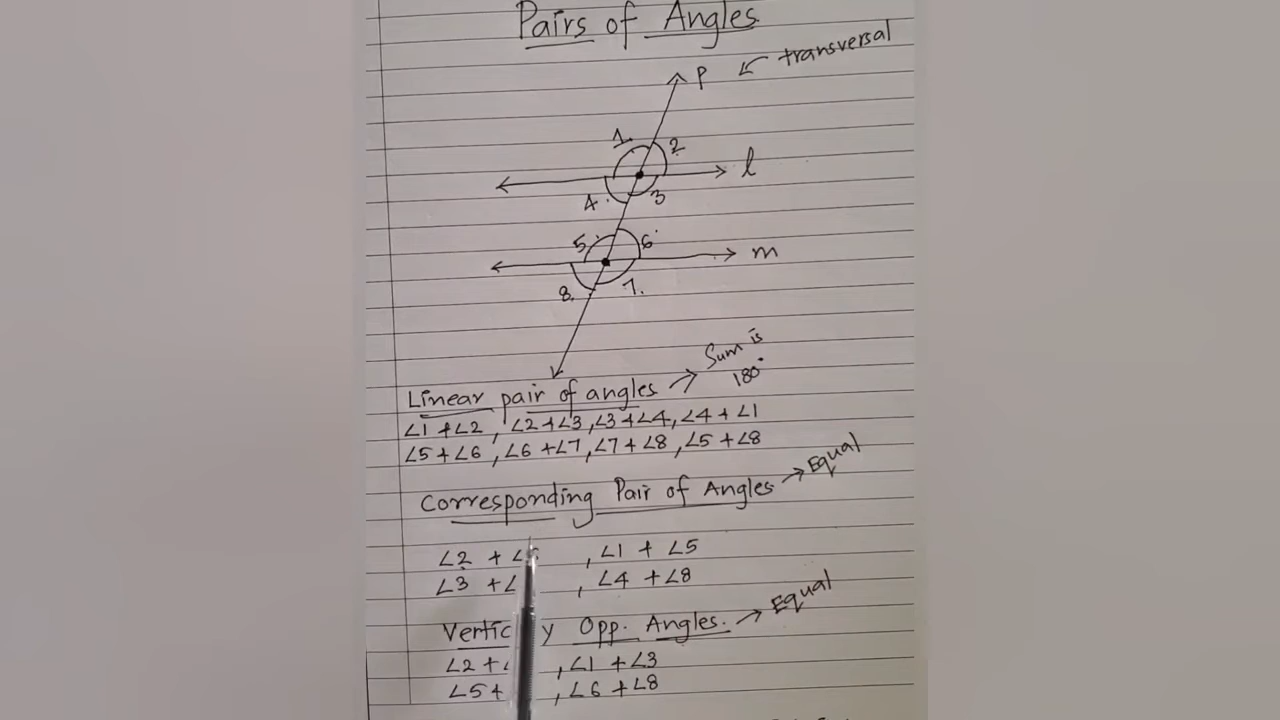 Pairs of Angles
P
transversal
1
2
l
4
3
5
6
m
8
7
Linear pair of angles → Sum is 180°
∠1 + ∠2 , ∠2 + ∠3 , ∠3 + ∠4, ∠4 + ∠1
∠5 + ∠6 , ∠6 + ∠7 , ∠7 + ∠8 , ∠5 + ∠8
Corresponding Pair of Angles → Equal
∠2 + , ∠1 + ∠5
∠3 + , ∠4 + ∠8
Opp. Angles. → Equal
∠2 + , ∠1 + ∠3
∠5 + , ∠6 + ∠8